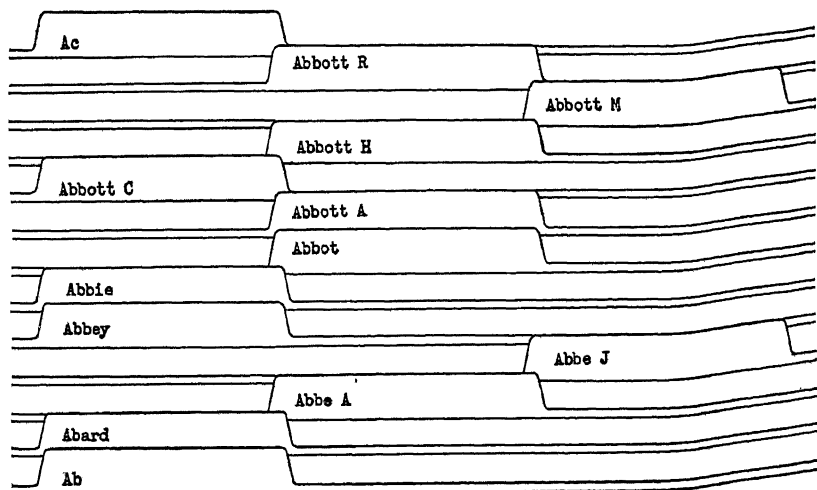 Ac
Abbott R
Abbott M
Abbott H
Abbott C
Abbott A
Abbot
Abbie
Abbey
Abbe J
Abbe A
Abard
Ab